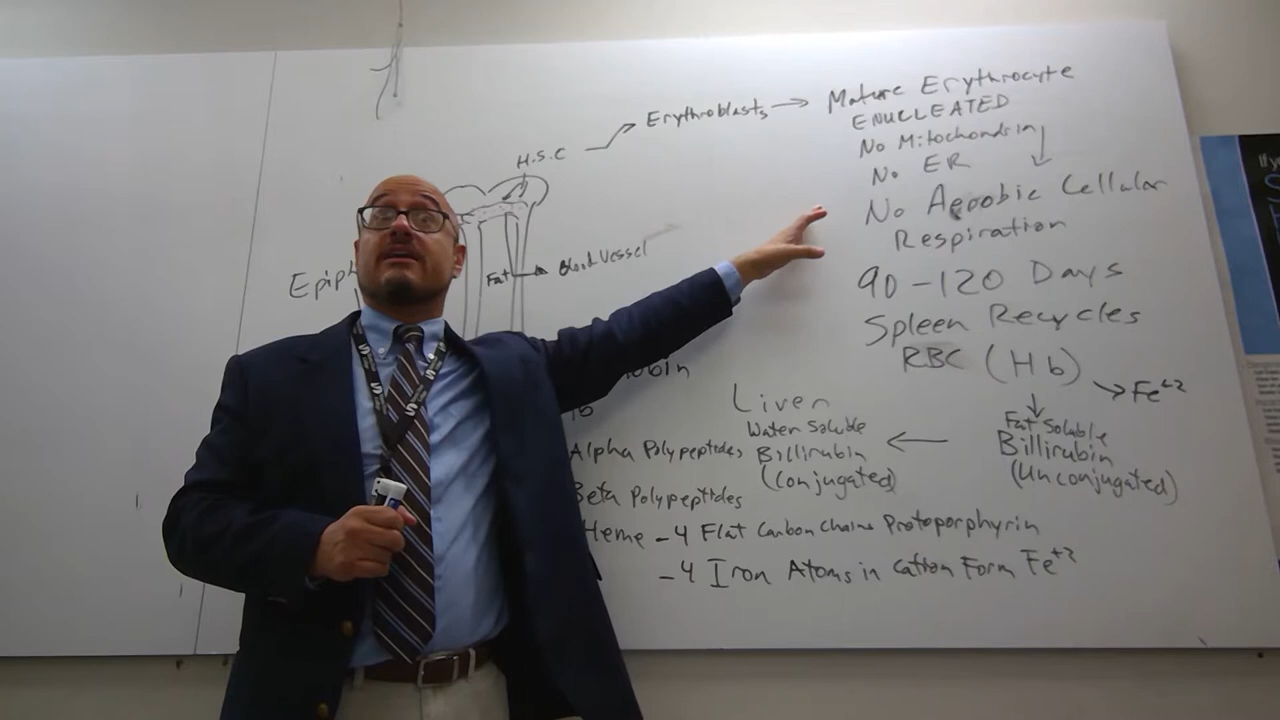 H.S.C
Erythroblasts → Mature Erythrocyte
ENUCLEATED
No Mitochondria
No ER
No Aerobic Cellular
Respiration
90-120 Days
Spleen Recycles
RBC (Hb)
→ Fe+2
Epiph
Fat
Blood Vessel
Fat Soluble
Billirubin
(Unconjugated)
Liver
Water Soluble
Billirubin
(Conjugated)
Alpha Polypeptides
Beta Polypeptides
Heme - 4 Flat Carbon Chains Protoporphyrin
- 4 Iron Atoms in Cation Form Fe+2